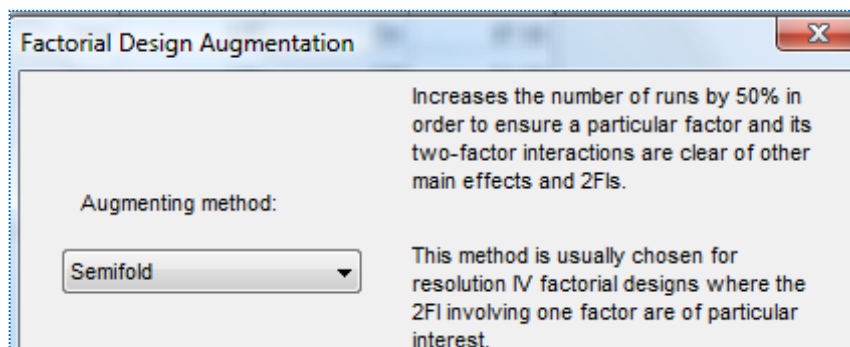 Factorial Design Augmentation
Increases the number of runs by 50% in
order to ensure a particular factor and its
two-factor interactions are clear of other
main effects and 2FIs.
Augmenting method:
Semifold
This method is usually chosen for
resolution IV factorial designs where the
2FI involving one factor are of particular
interest.